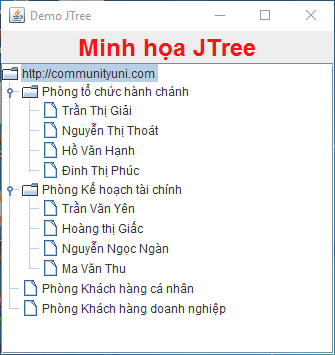 Demo JTree
Minh họa JTree
http://communityuni.com
Phòng tổ chức hành chánh
Trần Thị Giải
Nguyễn Thị Thoát
Hồ Văn Hạnh
Đinh Thị Phúc
Phòng Kế hoạch tài chính
Trần Văn Yên
Hoàng thị Giấc
Nguyễn Ngọc Ngàn
Ma Văn Thu
Phòng Khách hàng cá nhân
Phòng Khách hàng doanh nghiệp